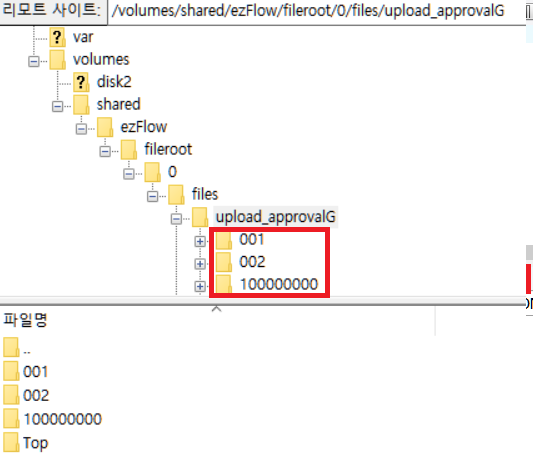 리모트 사이트: /volumes/shared/ezFlow/fileroot/0/files/upload_approvalG
var
volumes
disk2
shared
ezFlow
fileroot
0
files
upload_approvalG
001
002
100000000
파일명
..
001
002
100000000
Top